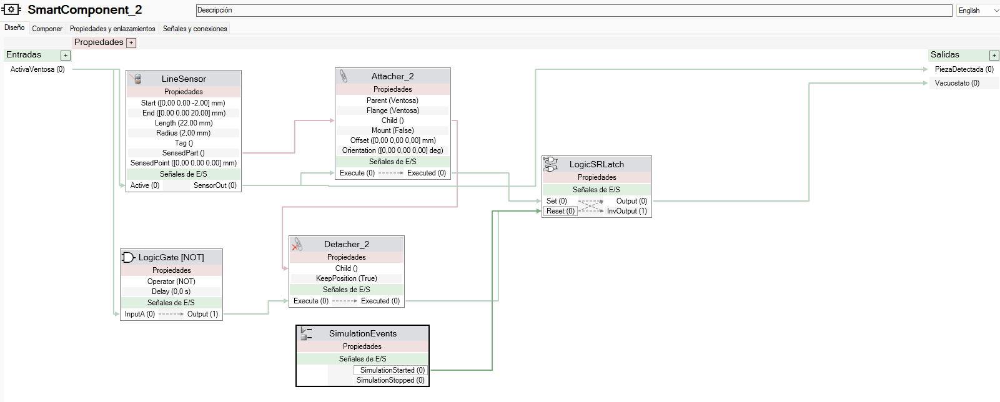 SmartComponent_2
Descripción
English
Diseño
Componer
Propiedades y enlazamientos
Señales y conexiones
Propiedades +
Entradas +
ActivaVentosa (0)
Salidas +
PiezaDetectada (0)
Vacuostato (0)
LineSensor
Propiedades
Start ([0,00 0,00 -2,00] mm)
End ([0,00 0,00 20,00] mm)
Length (22,00 mm)
Radius (2,00 mm)
Tag ()
SensedPart ()
SensedPoint ([0,00 0,00 0,00] mm)
Señales de E/S
Active (0) SensorOut (0)
Attacher_2
Propiedades
Parent (Ventosa)
Flange (Ventosa)
Child ()
Mount (False)
Offset ([0,00 0,00 0,00] mm)
Orientation ([0,00 0,00 0,00] deg)
Señales de E/S
Execute (0) Executed (0)
LogicSRLatch
Propiedades
Señales de E/S
Set (0) Output (0)
Reset (0) InvOutput (1)
LogicGate [NOT]
Propiedades
Operator (NOT)
Delay (0,0 s)
Señales de E/S
InputA (0) Output (1)
Detacher_2
Propiedades
Child ()
KeepPosition (True)
Señales de E/S
Execute (0) Executed (0)
SimulationEvents
Propiedades
Señales de E/S
SimulationStarted (0)
SimulationStopped (0)